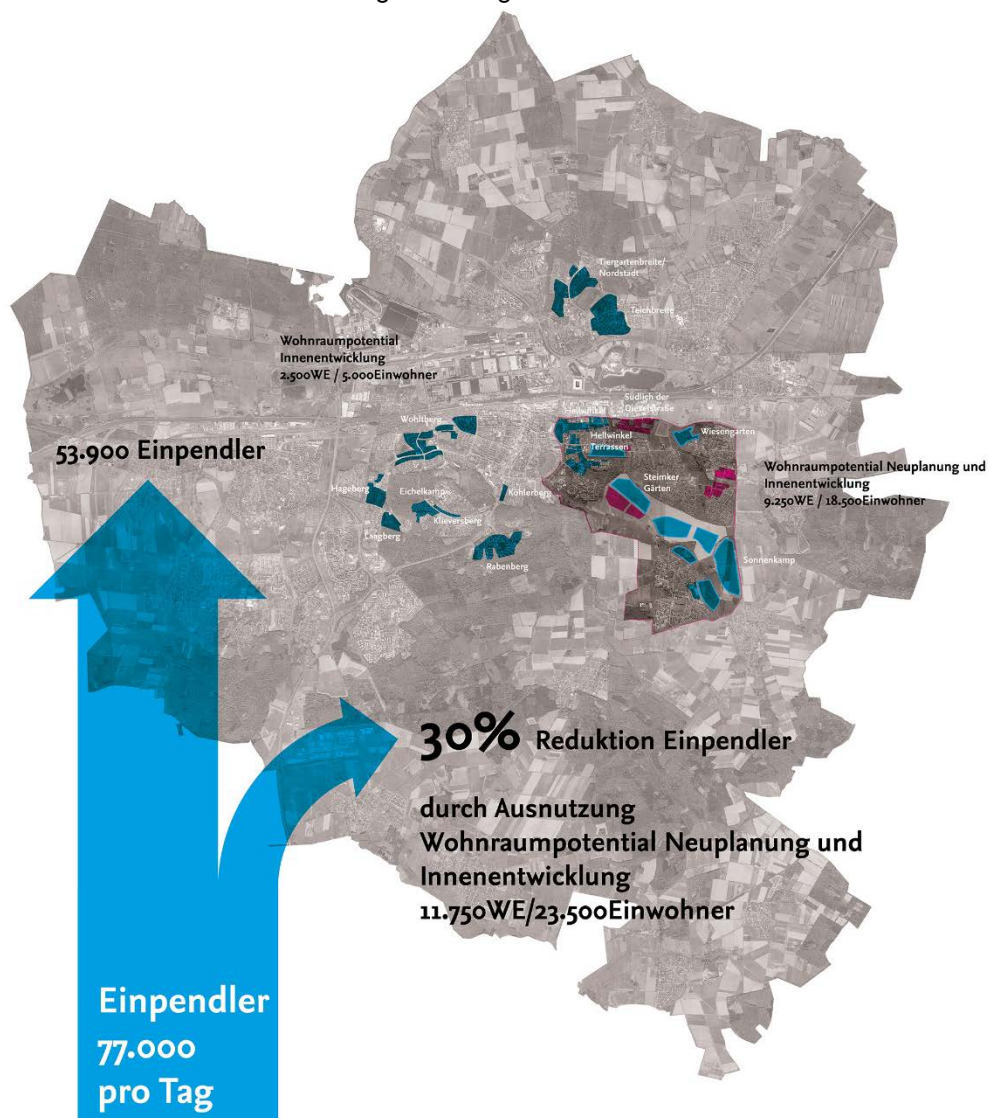 Tiergartenbreite/
Nordstadt
Teichbreite
Wohnraumpotential
Innenentwicklung
2.500WE / 5.000Einwohner
Südlich der
Dieselstraße
Hellwinkel
Wohltberg
Hellwinkel
Terrassen
Wiesengarten
53.900 Einpendler
Steimker
Gärten
Wohnraumpotential Neuplanung und
Innenentwicklung
9.250WE / 18.500Einwohner
Hageberg
Eichelkamp
Kohlerberg
Klieversberg
Laagberg
Rabenberg
Sonnenkamp
30% Reduktion Einpendler
durch Ausnutzung
Wohnraumpotential Neuplanung und
Innenentwicklung
11.750WE/23.500Einwohner
Einpendler
77.000
pro Tag